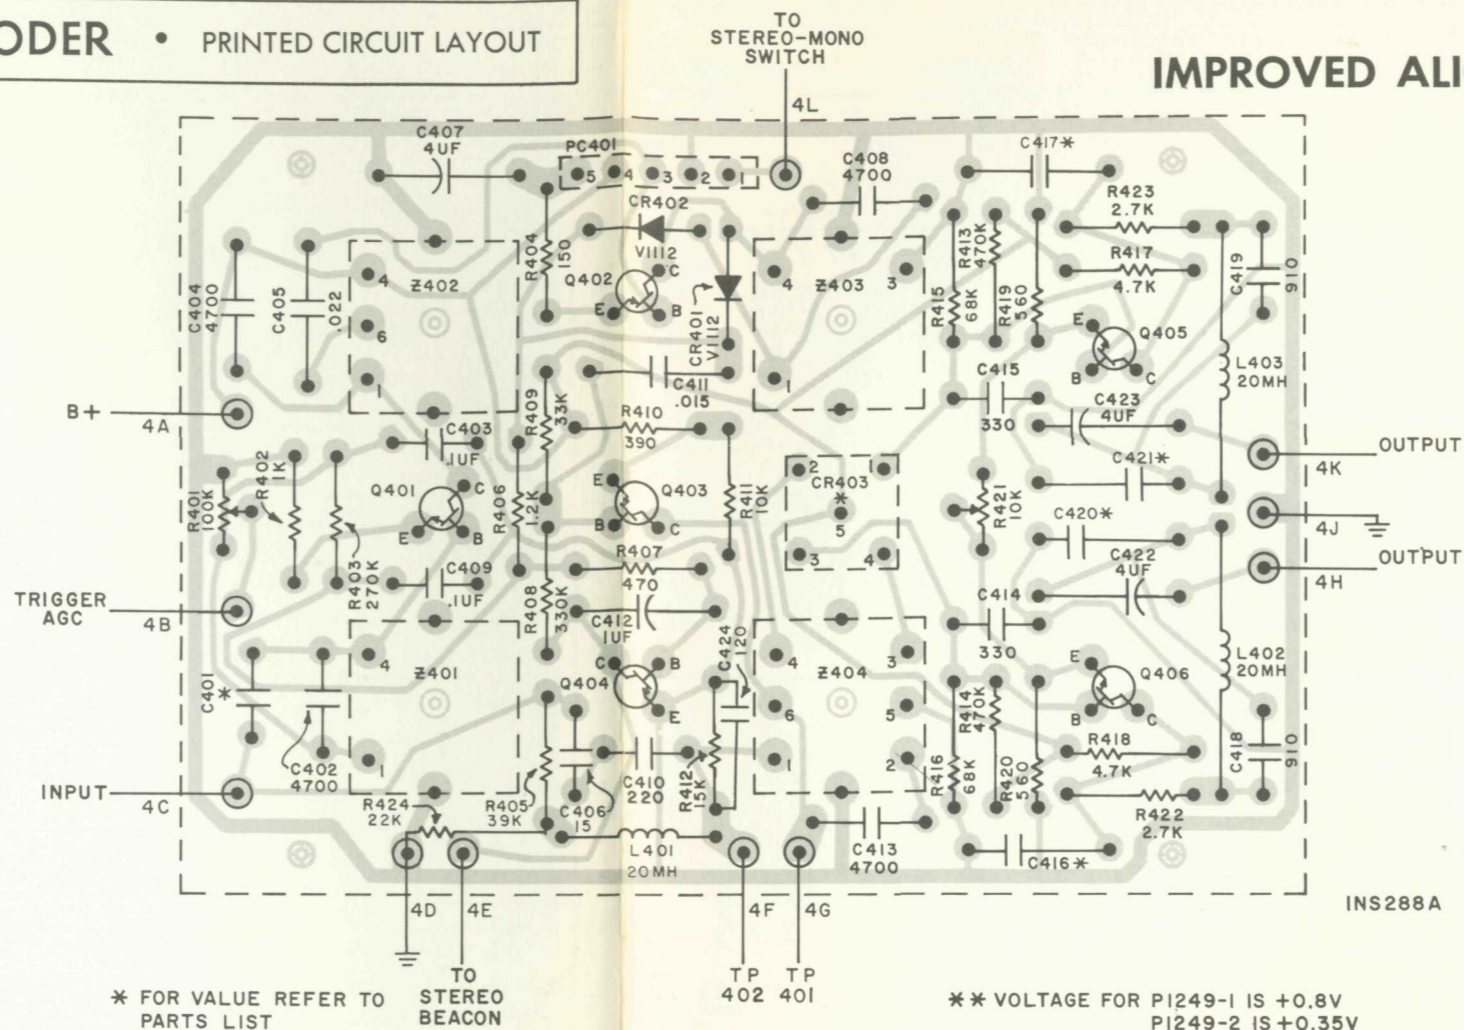 ODER • PRINTED CIRCUIT LAYOUT
TO
STEREO-MONO
SWITCH
4L
IMPROVED ALI
C407
4UF
PC401
5 4 3 2 1
C408
4700
C417*
R423
2.7K
CR402
V1112
R404
150
Q402
C
E
B
CR401
V1112
Z402
4
6
1
C404
4700
C405
.022
Z403
4
3
1
R415
68K
R413
470K
R419
560
R417
4.7K
C419
910
E
Q405
B
C
L403
20MH
C411
.015
C415
330
C423
4UF
B+
4A
C403
.1UF
R409
33K
R410
390
OUTPUT
4K
R401
100K
R402
1K
Q401
C
E
B
R406
1.2K
E
Q403
B
C
R411
10K
2
1
CR403
*
5
3
4
R421
10K
C421*
C420*
4J
R403
270K
C409
.1UF
R407
470
C422
4UF
OUTPUT
4H
TRIGGER
AGC
4B
R408
330K
C412
1UF
C424
120
C414
330
Z401
4
1
C
B
Q404
E
Z404
4
3
6
5
1
2
E
Q406
B
C
L402
20MH
C401
*
C402
4700
R414
470K
R416
68K
R420
560
R418
4.7K
C418
910
INPUT
4C
R424
22K
R405
39K
C406
15
C410
220
R412
15K
R422
2.7K
L401
20MH
C413
4700
C416*
4D
4E
4F
4G
INS288A
TO
STEREO
BEACON
TP
402
TP
401
* FOR VALUE REFER TO
PARTS LIST
** VOLTAGE FOR P1249-1 IS +0.8V
P1249-2 IS +0.35V